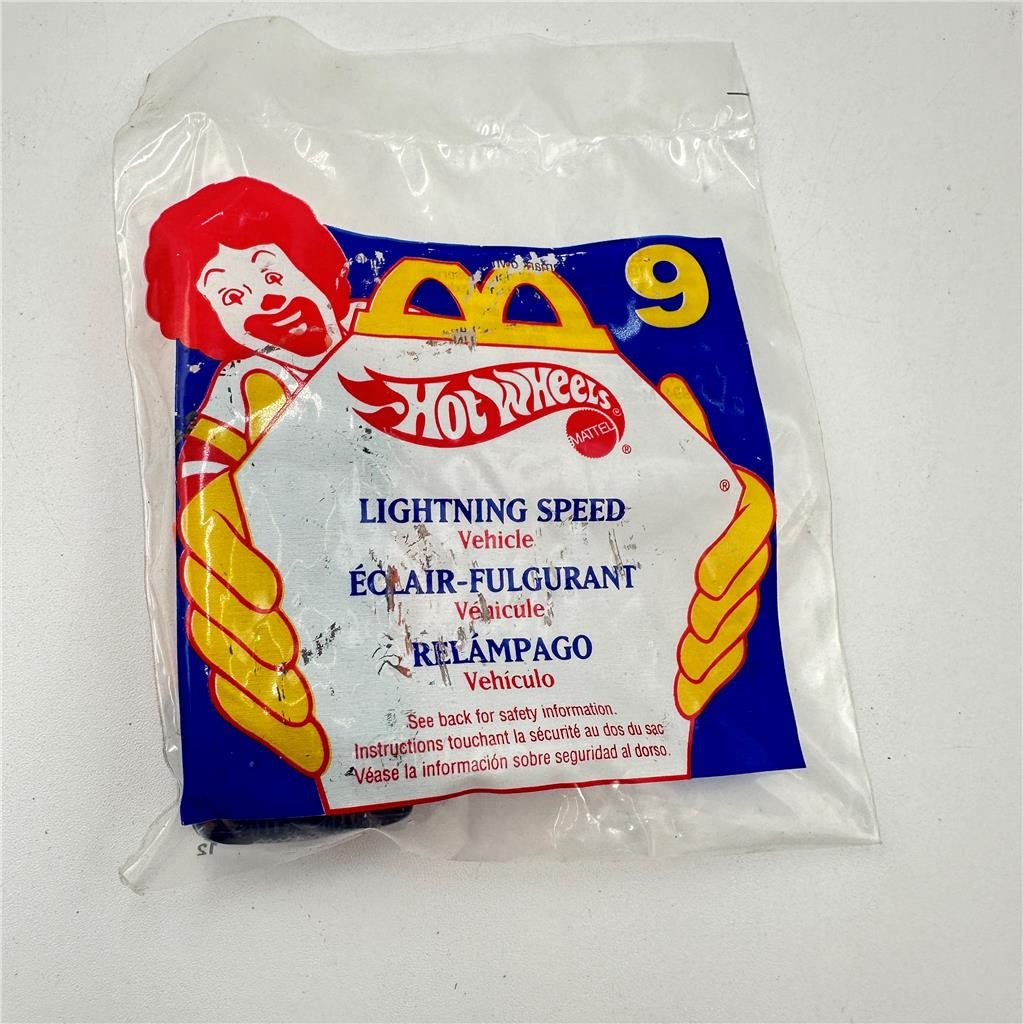 9
Hot Wheels®
MATTEL®
®
LIGHTNING SPEED
Vehicle
ÉCLAIR-FULGURANT
Véhicule
RELÁMPAGO
Vehículo
See back for safety information.
Instructions touchant la sécurité au dos du sac
Véase la información sobre seguridad al dorso.
12